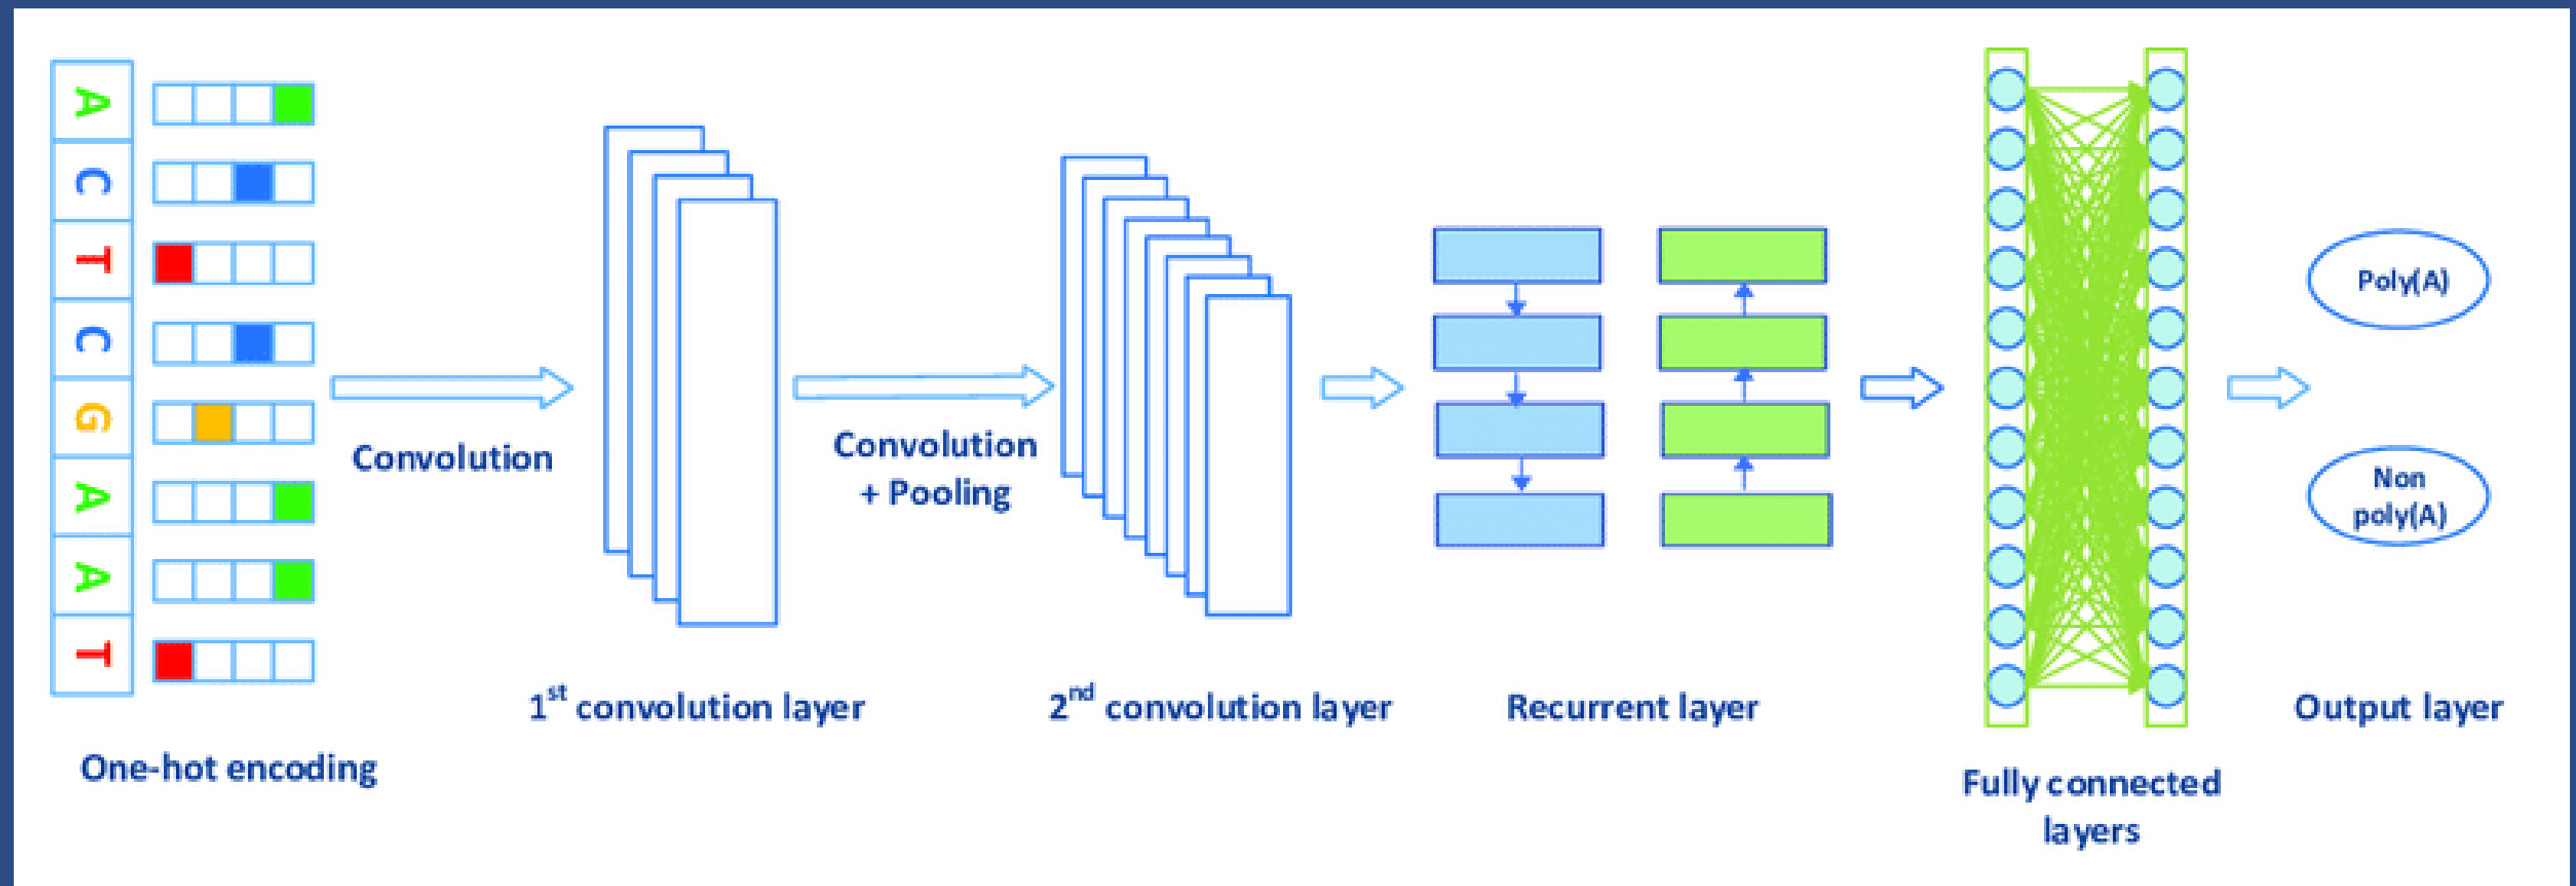 A
C
T
C
G
A
A
T
One-hot encoding
Convolution
1st convolution layer
Convolution
+ Pooling
2nd convolution layer
Recurrent layer
Fully connected
layers
Poly(A)
Non
poly(A)
Output layer